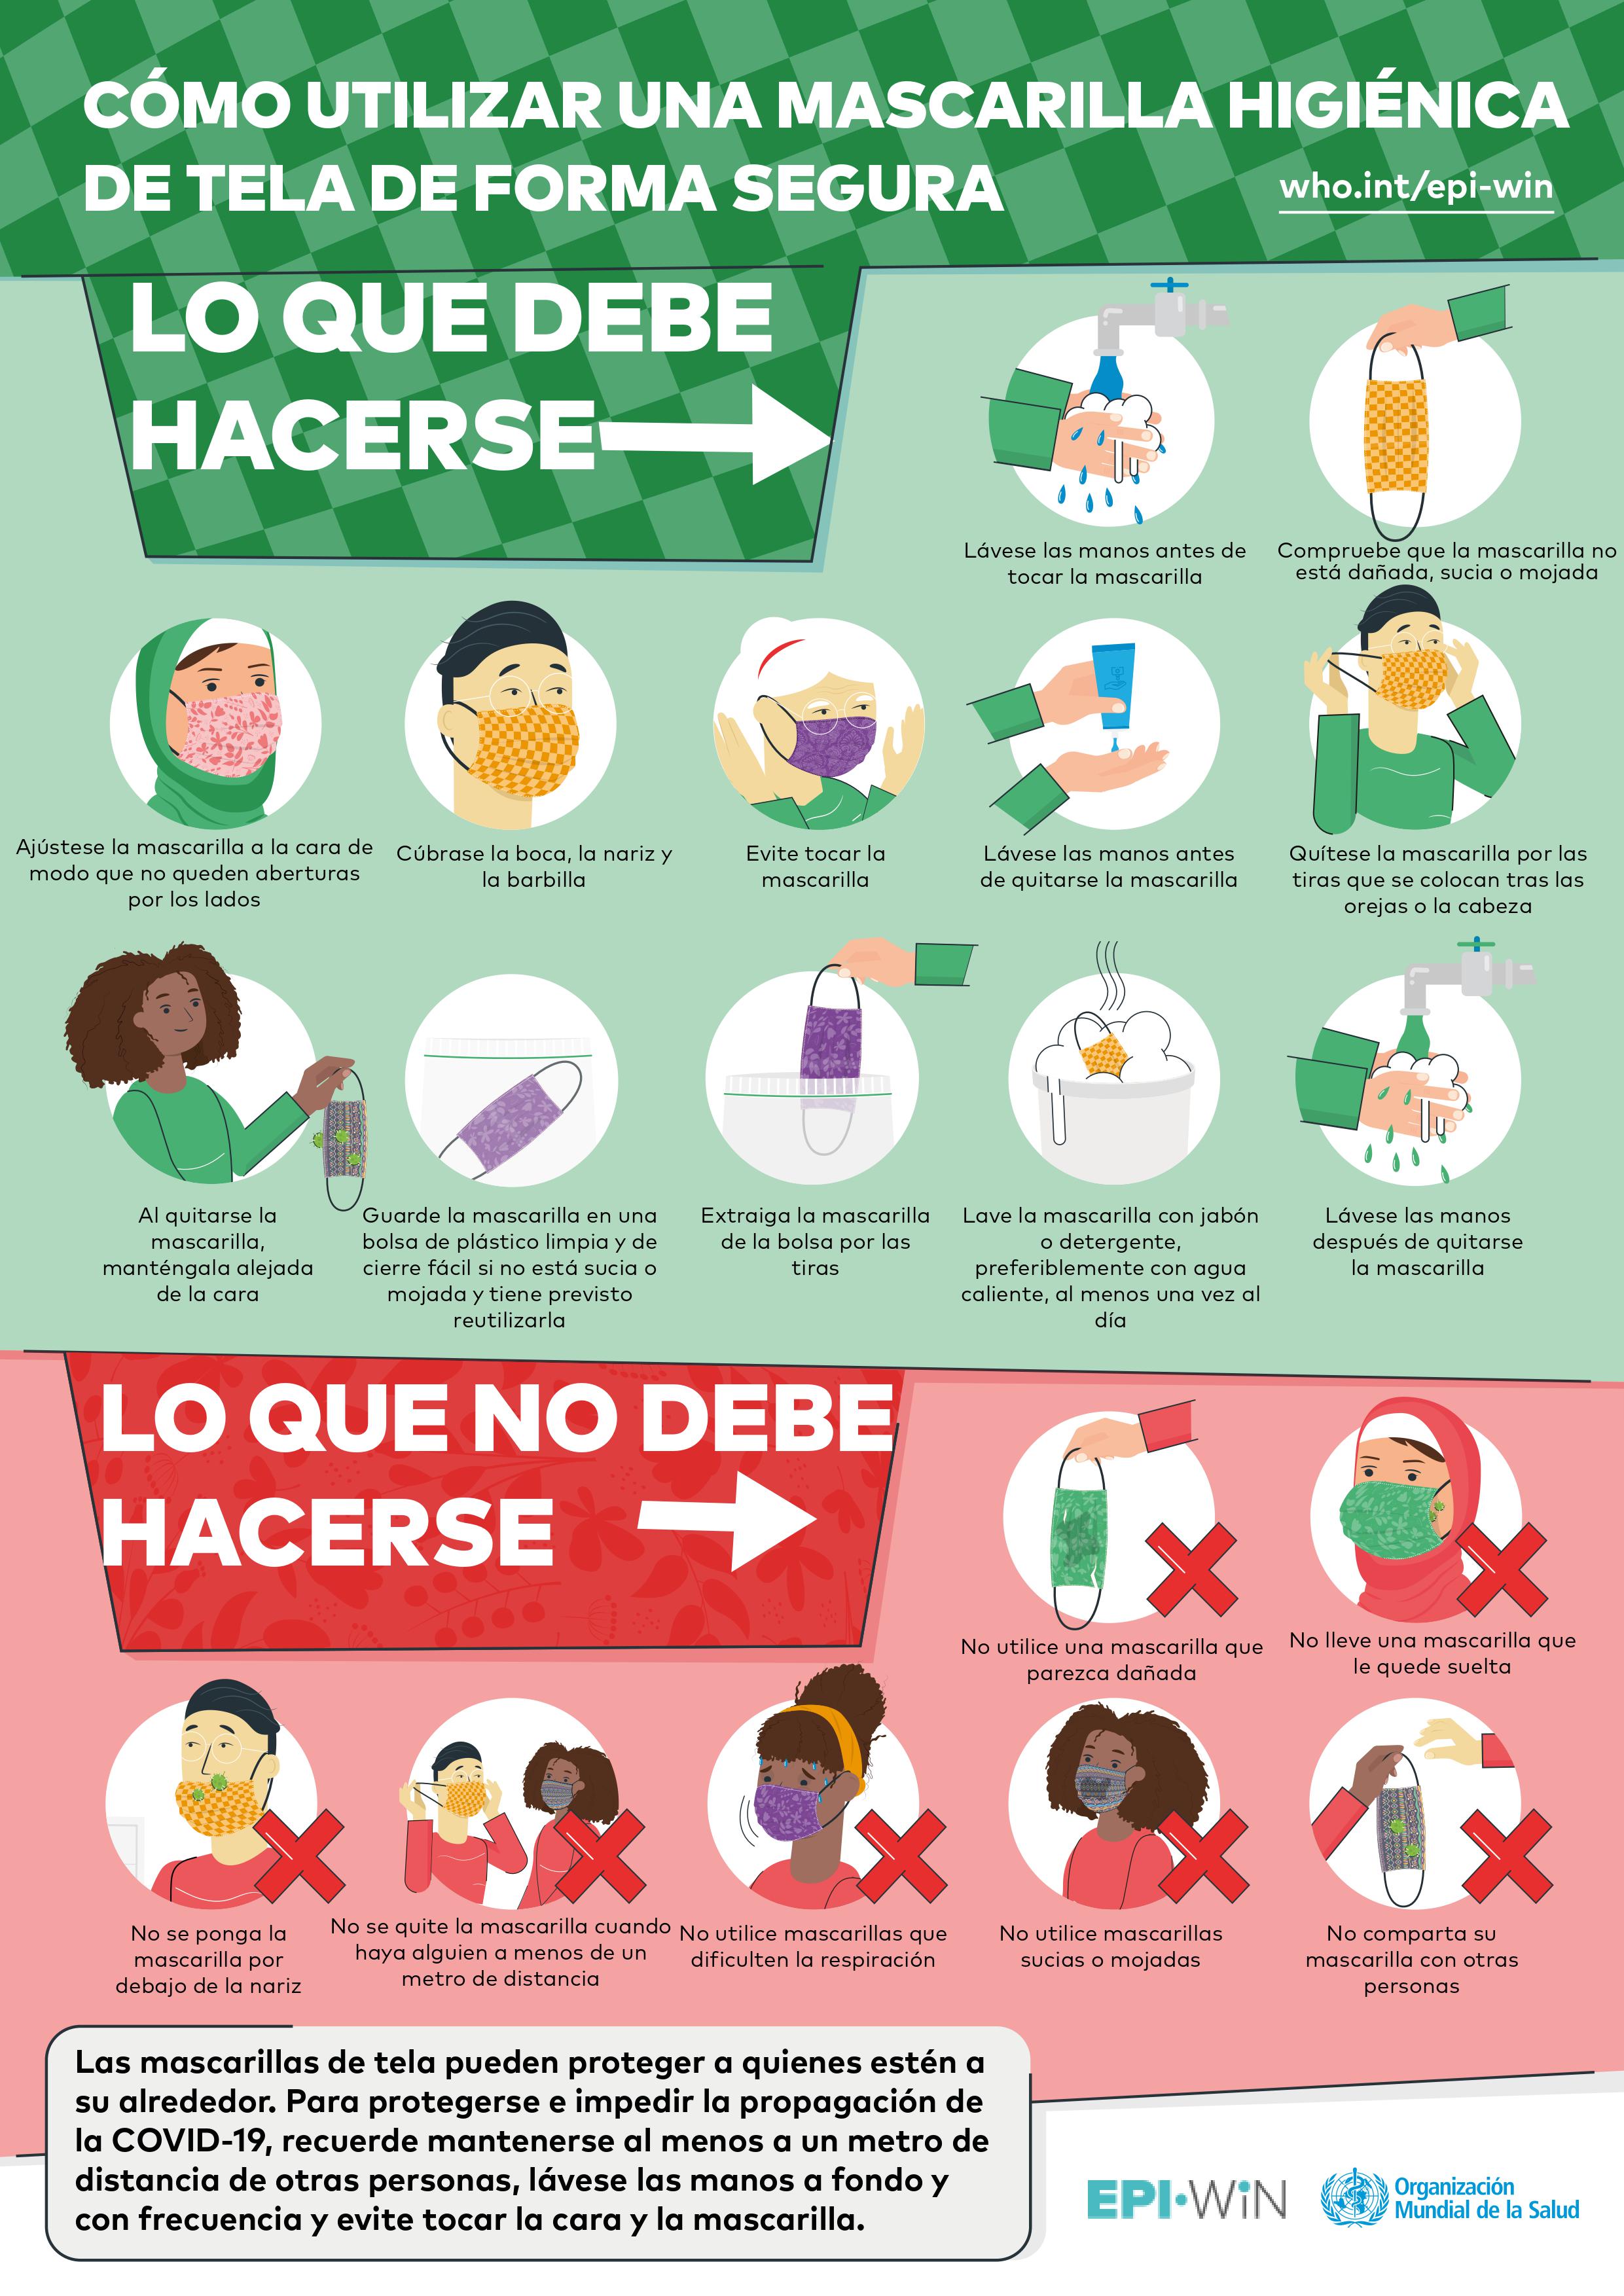 CÓMO UTILIZAR UNA MASCARILLA HIGIÉNICA
DE TELA DE FORMA SEGURA
who.int/epi-win
LO QUE DEBE
HACERSE
Lávese las manos antes de
tocar la mascarilla
Compruebe que la mascarilla no
está dañada, sucia o mojada
Ajústese la mascarilla a la cara de
modo que no queden aberturas
por los lados
Cúbrase la boca, la nariz y
la barbilla
Evite tocar la
mascarilla
Lávese las manos antes
de quitarse la mascarilla
Quítese la mascarilla por las
tiras que se colocan tras las
orejas o la cabeza
Al quitarse la
mascarilla,
manténgala alejada
de la cara
Guarde la mascarilla en una
bolsa de plástico limpia y de
cierre fácil si no está sucia o
mojada y tiene previsto
reutilizarla
Extraiga la mascarilla
de la bolsa por las
tiras
Lave la mascarilla con jabón
o detergente,
preferiblemente con agua
caliente, al menos una vez al
día
Lávese las manos
después de quitarse
la mascarilla
LO QUE NO DEBE
HACERSE
No utilice una mascarilla que
parezca dañada
No lleve una mascarilla que
le quede suelta
No se ponga la
mascarilla por
debajo de la nariz
No se quite la mascarilla cuando
haya alguien a menos de un
metro de distancia
No utilice mascarillas que
dificulten la respiración
No utilice mascarillas
sucias o mojadas
No comparta su
mascarilla con otras
personas
Las mascarillas de tela pueden proteger a quienes estén a
su alrededor. Para protegerse e impedir la propagación de
la COVID-19, recuerde mantenerse al menos a un metro de
distancia de otras personas, lávese las manos a fondo y
con frecuencia y evite tocar la cara y la mascarilla.
EPI·WiN
Organización
Mundial de la Salud